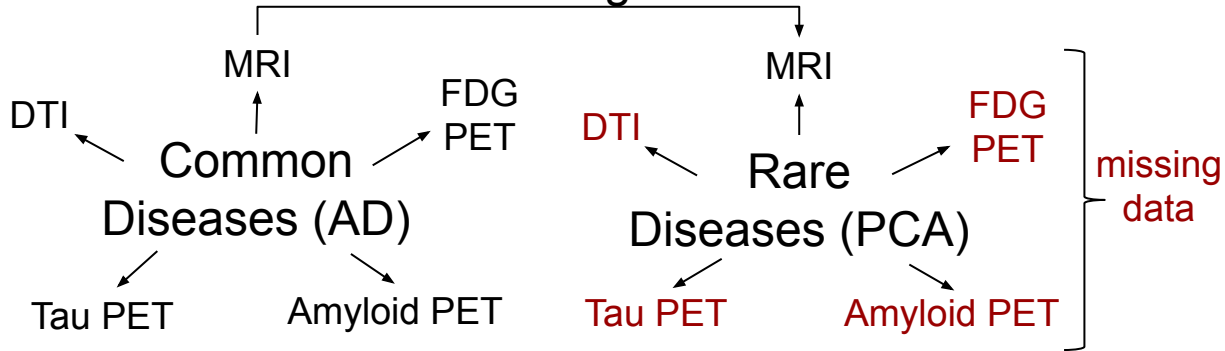 MRI
DTI
FDG
PET
Common
Diseases (AD)
Tau PET
Amyloid PET
MRI
DTI
FDG
PET
Rare
Diseases (PCA)
Tau PET
Amyloid PET
missing
data